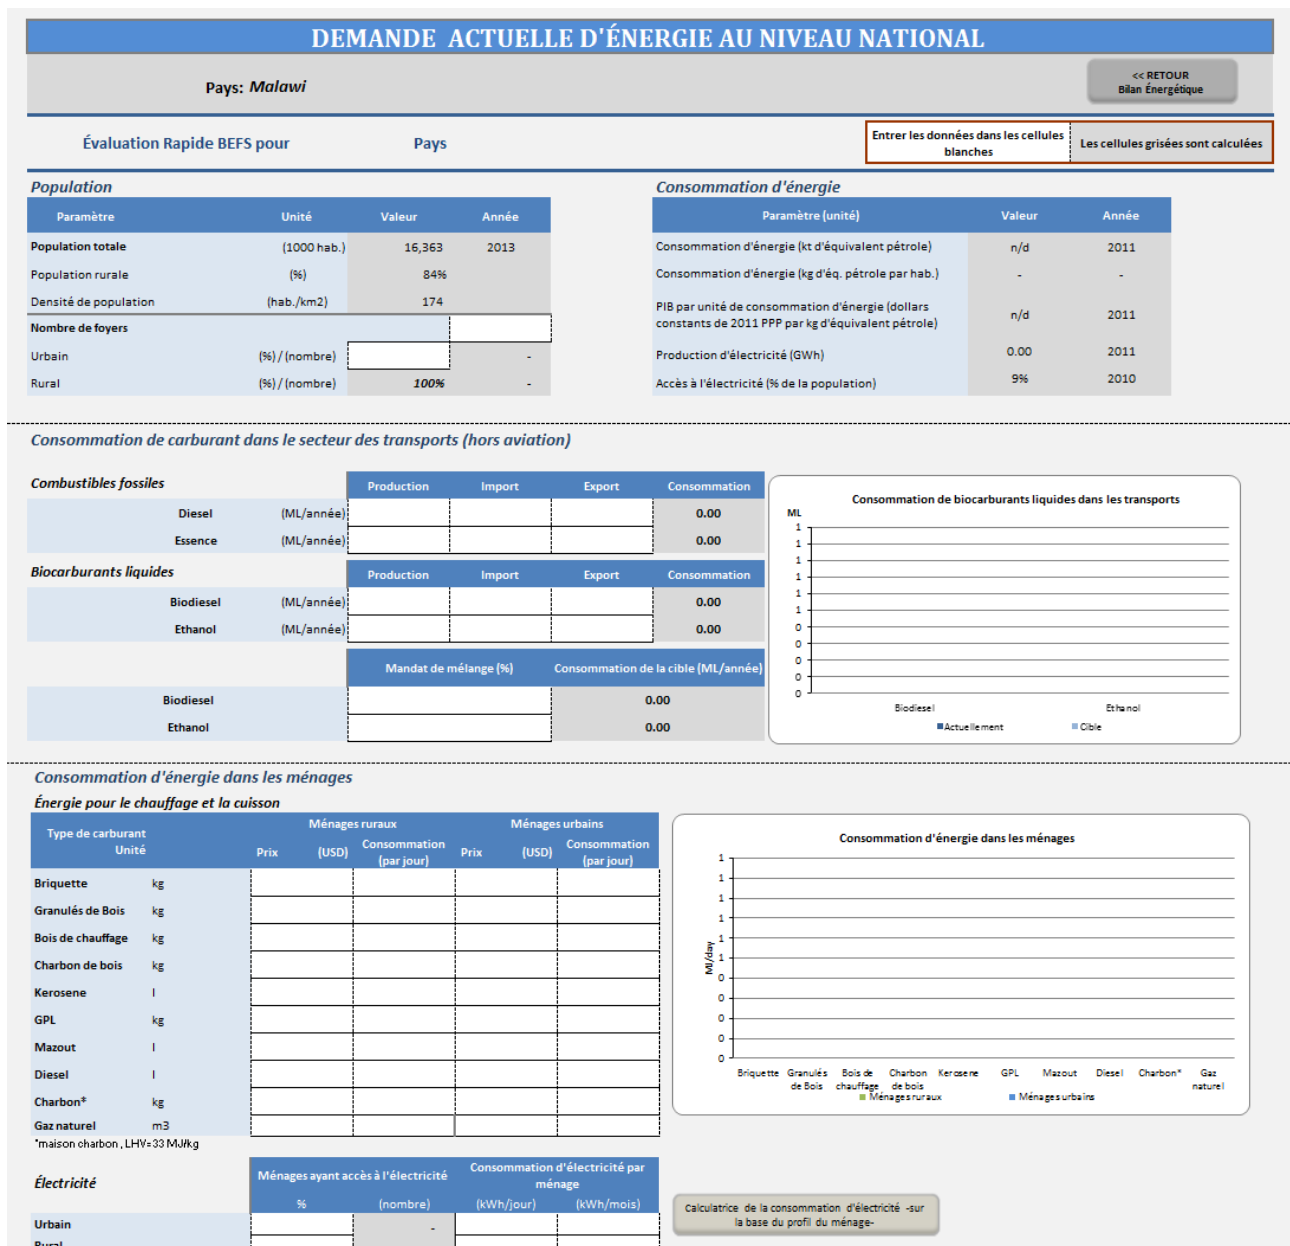 DEMANDE ACTUELLE D'ÉNERGIE AU NIVEAU NATIONAL
Pays: Malawi
<< RETOUR
Bilan Énergétique
Évaluation Rapide BEFS pour Pays
Entrer les données dans les cellules
blanches
Les cellules grisées sont calculées
Population
Paramètre Unité Valeur Année
Population totale (1000 hab.) 16,363 2013
Population rurale (%) 84%
Densité de population (hab./km2) 174
Nombre de foyers
Urbain (%) / (nombre) -
Rural (%) / (nombre) 100% -
Consommation d'énergie
Paramètre (unité) Valeur Année
Consommation d'énergie (kt d'équivalent pétrole) n/d 2011
Consommation d'énergie (kg d'éq. pétrole par hab.) - -
PIB par unité de consommation d'énergie (dollars
constants de 2011 PPP par kg d'équivalent pétrole) n/d 2011
Production d'électricité (GWh) 0.00 2011
Accès à l'électricité (% de la population) 9% 2010
Consommation de carburant dans le secteur des transports (hors aviation)
Combustibles fossiles Production Import Export Consommation
Diesel (ML/année) 0.00
Essence (ML/année) 0.00
Biocarburants liquides Production Import Export Consommation
Biodiesel (ML/année) 0.00
Ethanol (ML/année) 0.00
Mandat de mélange (%) Consommation de la cible (ML/année)
Biodiesel 0.00
Ethanol 0.00
Consommation de biocarburants liquides dans les transports
ML
1
1
1
1
1
1
0
0
0
0
0
Biodiesel Ethanol
Actuellement Cible
Consommation d'énergie dans les ménages
Énergie pour le chauffage et la cuisson
Type de carburant
Unité
Ménages ruraux Ménages urbains
Prix (USD) Consommation
(par jour)
Prix (USD) Consommation
(par jour)
Briquette kg
Granulés de Bois kg
Bois de chauffage kg
Charbon de bois kg
Kerosene l
GPL kg
Mazout l
Diesel l
Charbon* kg
Gaz naturel m3
*maison charbon , LHV=33 MJ/kg
Consommation d'énergie dans les ménages
MJ/day
1
1
1
1
1
1
0
0
0
0
0
Briquette Granulés
de Bois Bois de
chauffage Charbon
de bois Kerosene GPL Mazout Diesel Charbon* Gaz
naturel
Ménages ruraux Ménages urbains
Électricité
Ménages ayant accès à l'électricité
Consommation d'électricité par
ménage
% (nombre) (kWh/jour) (kWh/mois)
Urbain -
Rural
Calculatrice de la consommation d'électricité -sur
la base du profil du ménage-